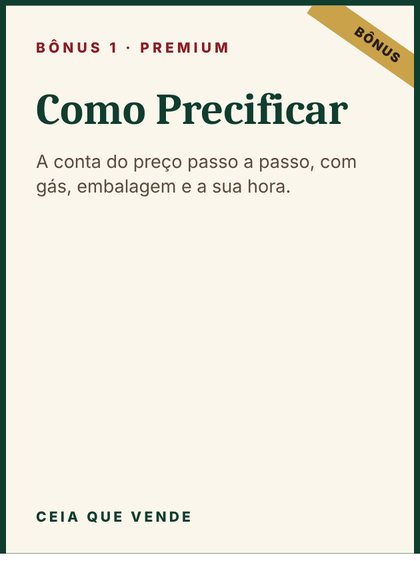 BÔNUS 1 · PREMIUM
BÔNUS
Como Precificar
A conta do preço passo a passo, com
gás, embalagem e a sua hora.
CEIA QUE VENDE